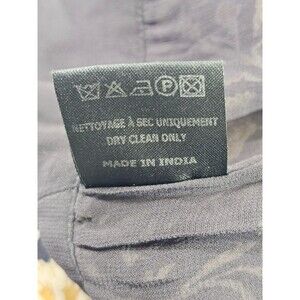 P
NETTOYAGE À SEC UNIQUEMENT
DRY CLEAN ONLY
MADE IN INDIA